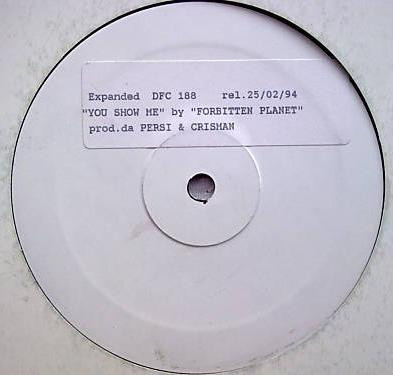 Expanded DFC 188 rel.25/02/94
"YOU SHOW ME" by "FORBITTEN PLANET"
prod.da PERSI & CRISMAN